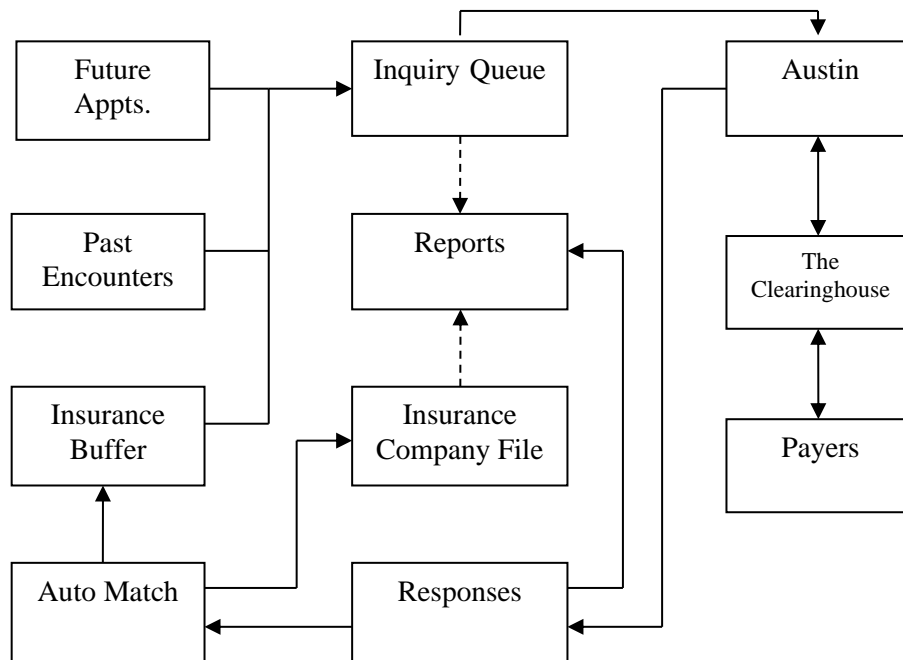 Future
Appts.
Inquiry Queue
Austin
Past
Encounters
Reports
The
Clearinghouse
Insurance
Buffer
Insurance
Company File
Payers
Auto Match
Responses